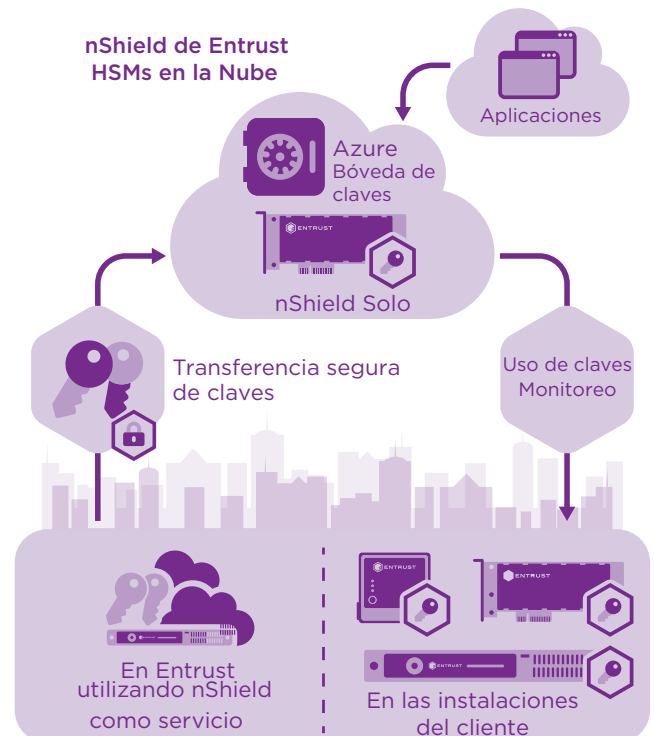 nShield de Entrust
HSMs en la Nube
Aplicaciones
Azure
Bóveda de
claves
ENTRUST
nShield Solo
Transferencia segura
de claves
Uso de claves
Monitoreo
ENTRUST
ENTRUST
ENTRUST
En Entrust
utilizando nShield
como servicio
En las instalaciones
del cliente